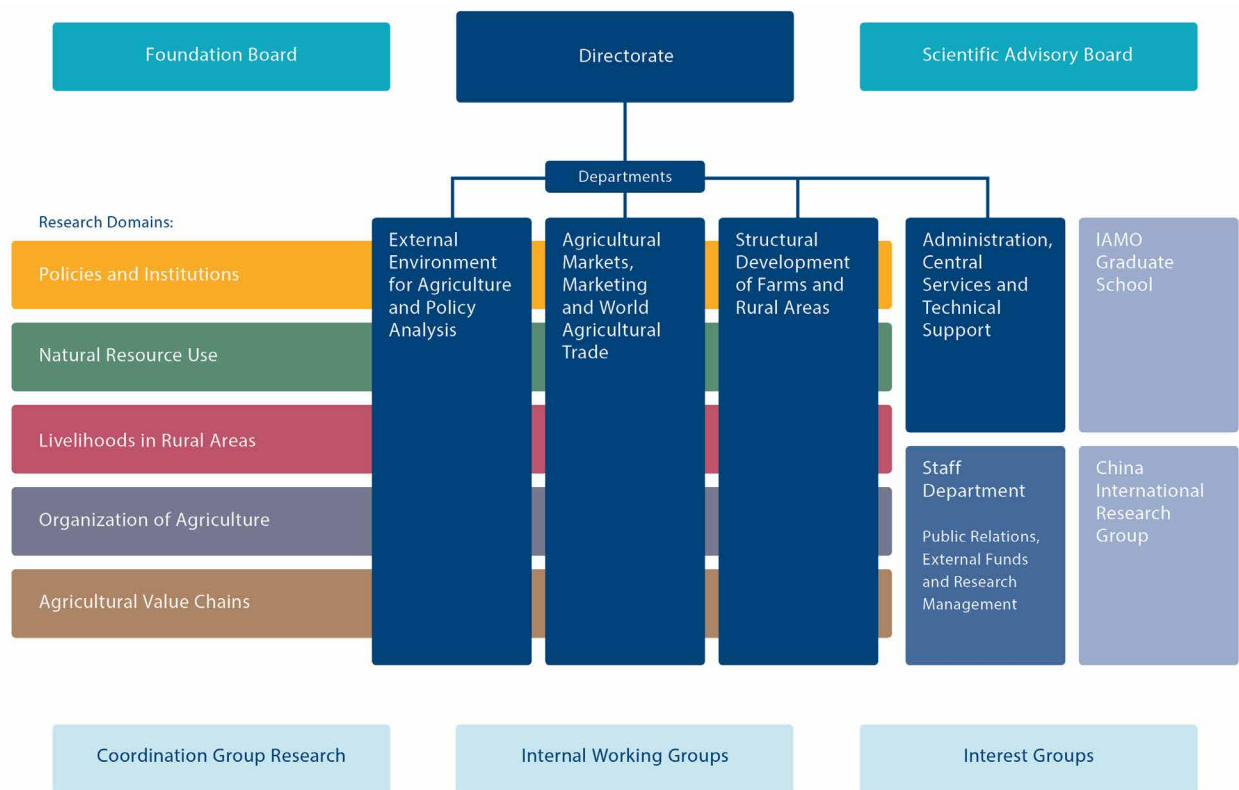 Foundation Board
Directorate
Scientific Advisory Board
Departments
Research Domains:
Policies and Institutions
Natural Resource Use
Livelihoods in Rural Areas
Organization of Agriculture
Agricultural Value Chains
External
Environment
for Agriculture
and Policy
Analysis
Agricultural
Markets,
Marketing
and World
Agricultural
Trade
Structural
Development
of Farms and
Rural Areas
Administration,
Central
Services and
Technical
Support
IAMO
Graduate
School
Staff
Department
Public Relations,
External Funds
and Research
Management
China
International
Research
Group
Coordination Group Research
Internal Working Groups
Interest Groups